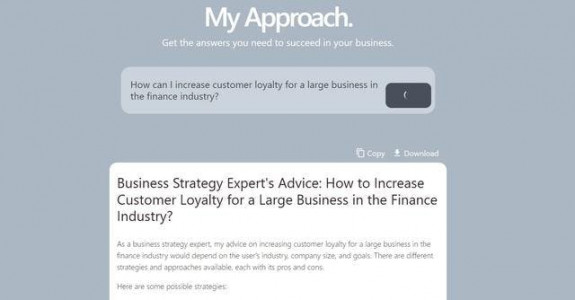 My Approach.
Get the answers you need to succeed in your business.
How can I increase customer loyalty for a large business in
the finance industry?
Copy Download
Business Strategy Expert's Advice: How to Increase
Customer Loyalty for a Large Business in the Finance
Industry?
As a business strategy expert, my advice on increasing customer loyalty for a large business in the
finance industry would depend on the user's industry, company size, and goals. There are different
strategies and approaches available, each with its pros and cons.
Here are some possible strategies: